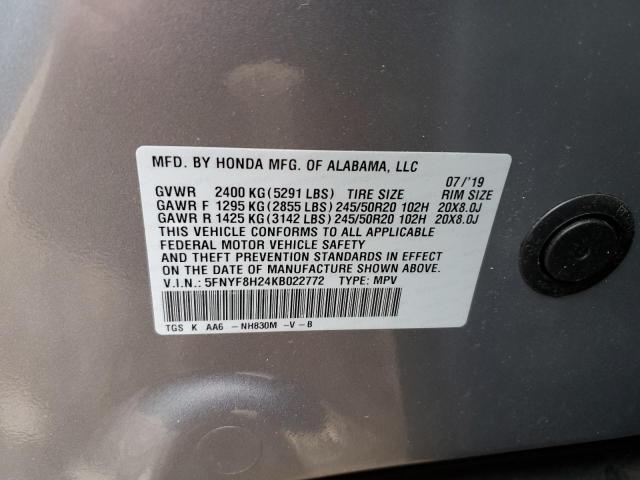 MFD. BY HONDA MFG. OF ALABAMA, LLC
07/'19
GVWR 2400 KG (5291 LBS) TIRE SIZE RIM SIZE
GAWR F 1295 KG (2855 LBS) 245/50R20 102H 20X8.0J
GAWR R 1425 KG (3142 LBS) 245/50R20 102H 20X8.0J
THIS VEHICLE CONFORMS TO ALL APPLICABLE
FEDERAL MOTOR VEHICLE SAFETY
AND THEFT PREVENTION STANDARDS IN EFFECT
ON THE DATE OF MANUFACTURE SHOWN ABOVE.
V.I.N.: 5FNYF8H24KB022772 TYPE: MPV
TGS K AA6 -NH830M -V-B